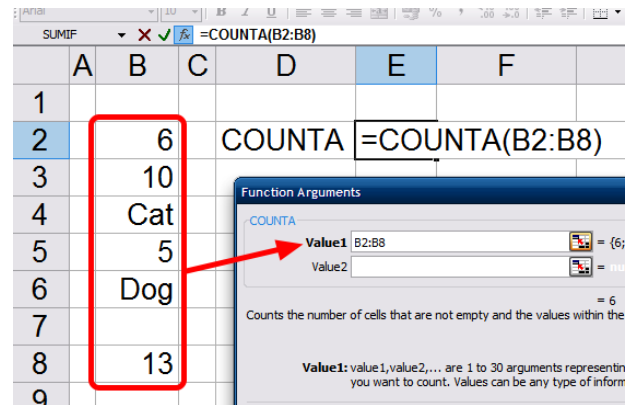 Arial 10 B I U % , .00 .00
SUMIF =COUNTA(B2:B8)
A B C D E F
1
2 6 COUNTA =COUNTA(B2:B8)
3 10
4 Cat
5 5
6 Dog
7
8 13
9
Function Arguments
COUNTA
Value1 B2:B8 = {6;
Value2 =
= 6
Counts the number of cells that are not empty and the values within the
Value1: value1,value2,... are 1 to 30 arguments representin
you want to count. Values can be any type of inform